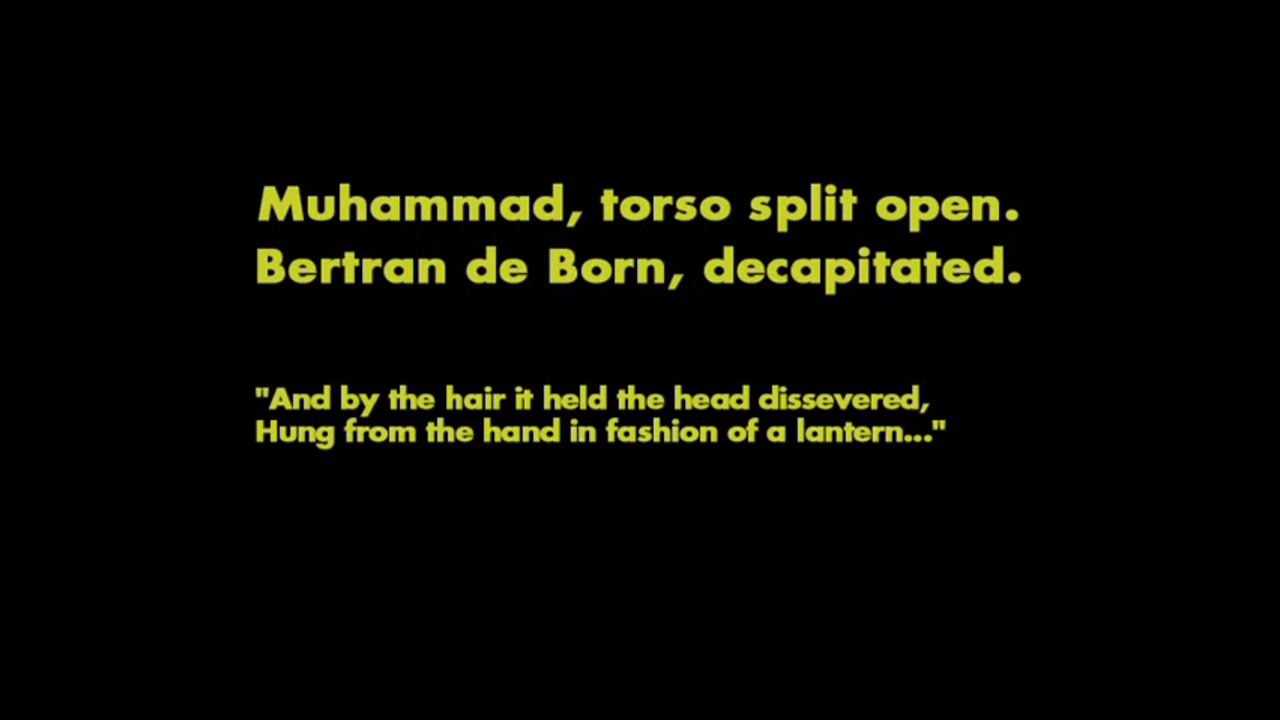 Muhammad, torso split open.
Bertran de Born, decapitated.
"And by the hair it held the head dissevered,
Hung from the hand in fashion of a lantern..."